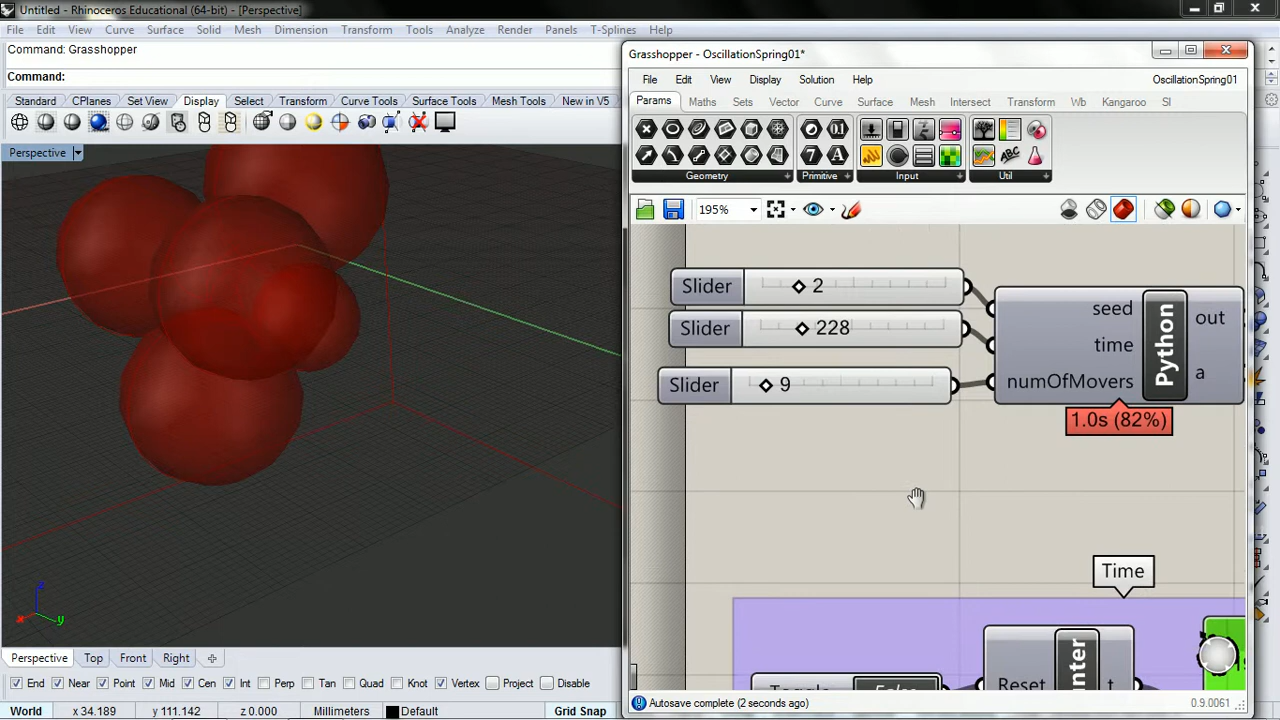 Untitled - Rhinoceros Educational (64-bit) - [Perspective]
File Edit View Curve Surface Solid Mesh Dimension Transform Tools Analyze Render Panels T-Splines Help
Command: Grasshopper
Command:
Standard CPlanes Set View Display Select Transform Curve Tools Surface Tools Mesh Tools New in V5
Perspective
Grasshopper - OscillationSpring01*
File Edit View Display Solution Help OscillationSpring01
Params Maths Sets Vector Curve Surface Mesh Intersect Transform Wb Kangaroo SI
Geometry Primitive Input Util
195%
Slider 2
Slider 228
Slider 9
seed
time
numOfMovers
Python
out
a
1.0s (82%)
Time
Toggle False
Reset
t
Autosave complete (2 seconds ago) 0.9.0061
z
x y
Perspective Top Front Right
End Near Point Mid Cen Int Perp Tan Quad Knot Vertex Project Disable
Word x 34.189 y 111.142 z 0.000 Millimeters Default Grid Snap